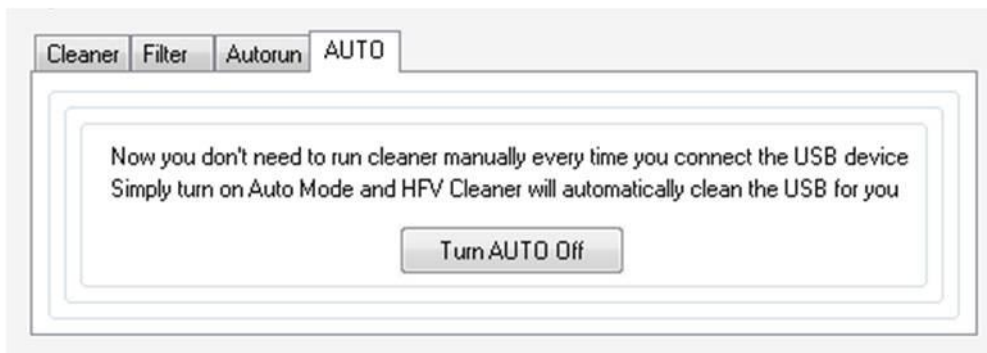 Cleaner Filter Autorun AUTO
Now you don't need to run cleaner manually every time you connect the USB device
Simply turn on Auto Mode and HFV Cleaner will automatically clean the USB for you
Turn AUTO Off